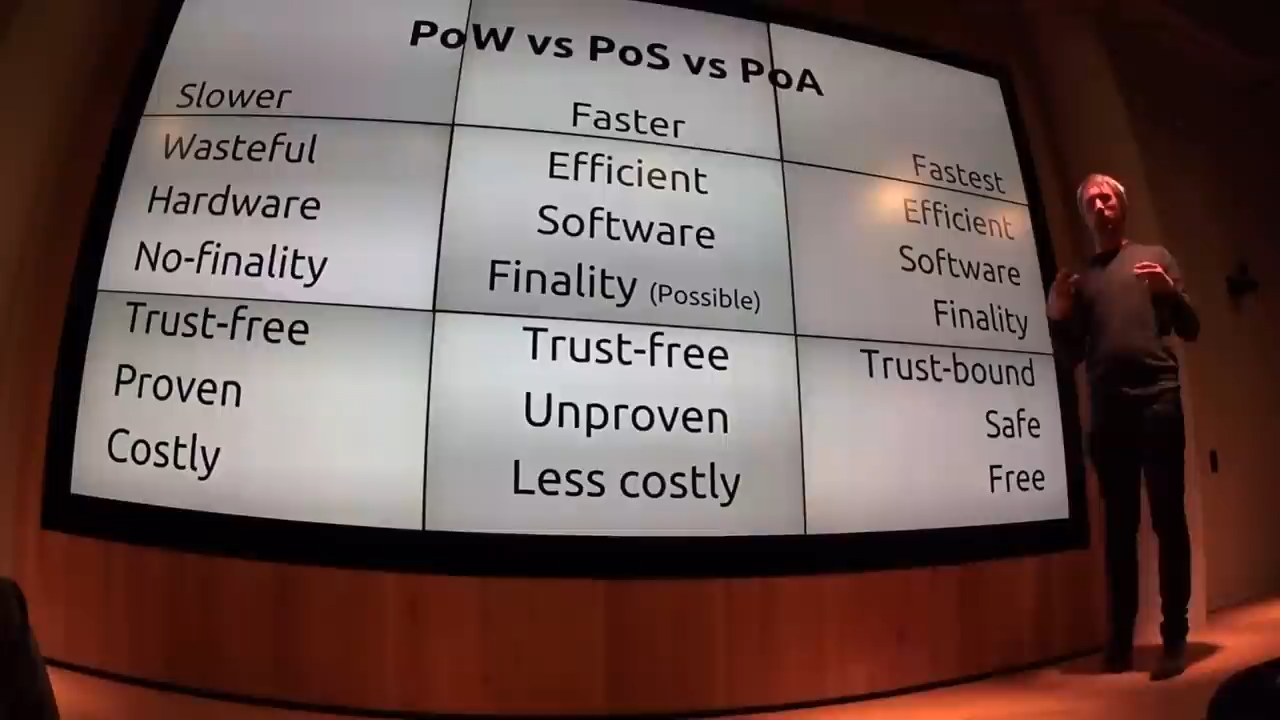 PoW vs PoS vs PoA
Slower
Wasteful
Hardware
No-finality
Trust-free
Proven
Costly
Faster
Efficient
Software
Finality (Possible)
Trust-free
Unproven
Less costly
Fastest
Efficient
Software
Finality
Trust-bound
Safe
Free